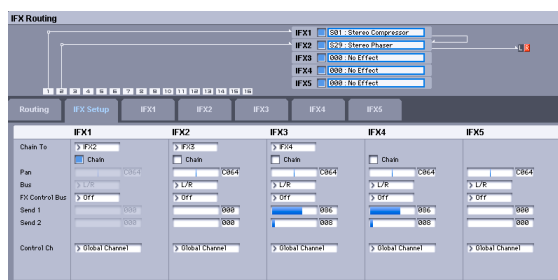 IFX Routing
IFX1 S01 : Stereo Compressor
IFX2 S29 : Stereo Phaser
IFX3 000 : No Effect
IFX4 000 : No Effect
IFX5 000 : No Effect
L R
1 2 3 4 5 6 7 8 9 10 11 12 13 14 15 16
Routing IFX Setup IFX1 IFX2 IFX3 IFX4 IFX5
IFX1 IFX2 IFX3 IFX4 IFX5
Chain To IFX2 IFX3 IFX4
Chain Chain Chain Chain
Pan C064 C064 C064 C064 C064
Bus L/R L/R L/R L/R L/R
FX Control Bus Off Off Off Off Off
Send 1 000 000 086 086 000
Send 2 000 000 008 008 000
Control Ch Global Channel Global Channel Global Channel Global Channel Global Channel